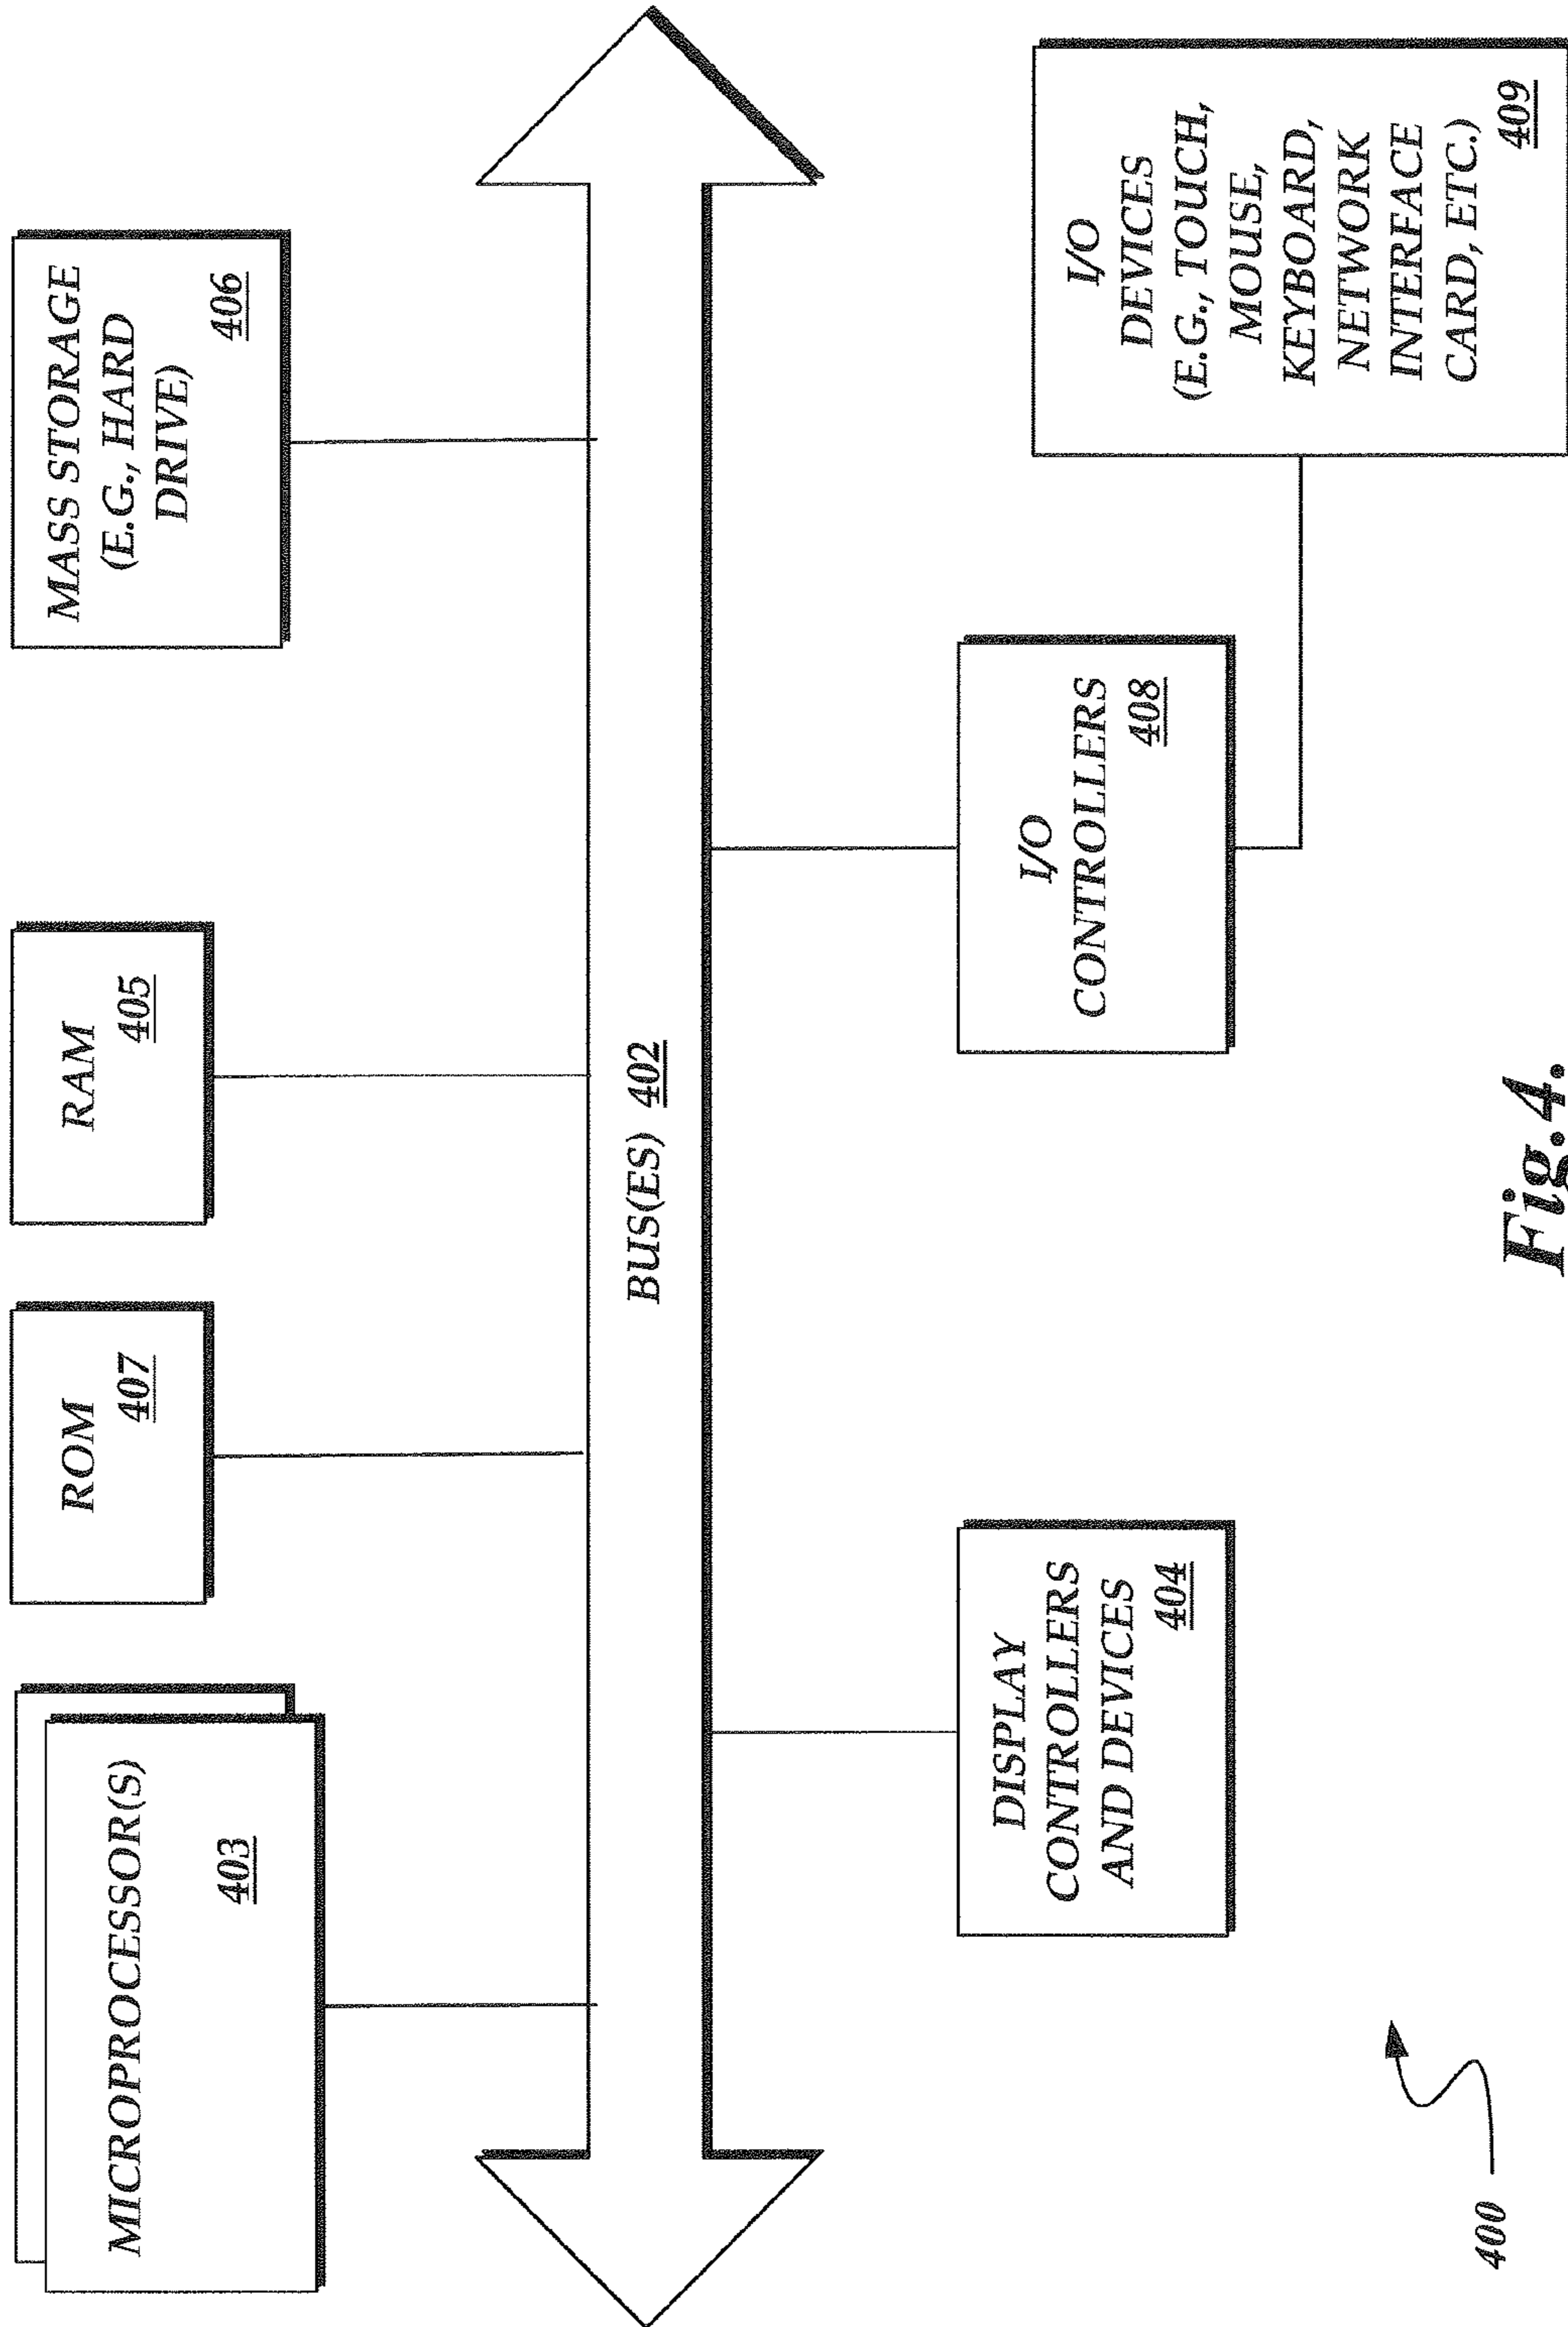 MICROPROCESSOR(S)
403
ROM
407
RAM
405
MASS STORAGE
(E.G., HARD
DRIVE)
406
BUS(ES) 402
DISPLAY
CONTROLLERS
AND DEVICES
404
I/O
CONTROLLERS
408
I/O
DEVICES
(E.G., TOUCH,
MOUSE,
KEYBOARD,
NETWORK
INTERFACE
CARD, ETC.)
409
400
Fig.4.